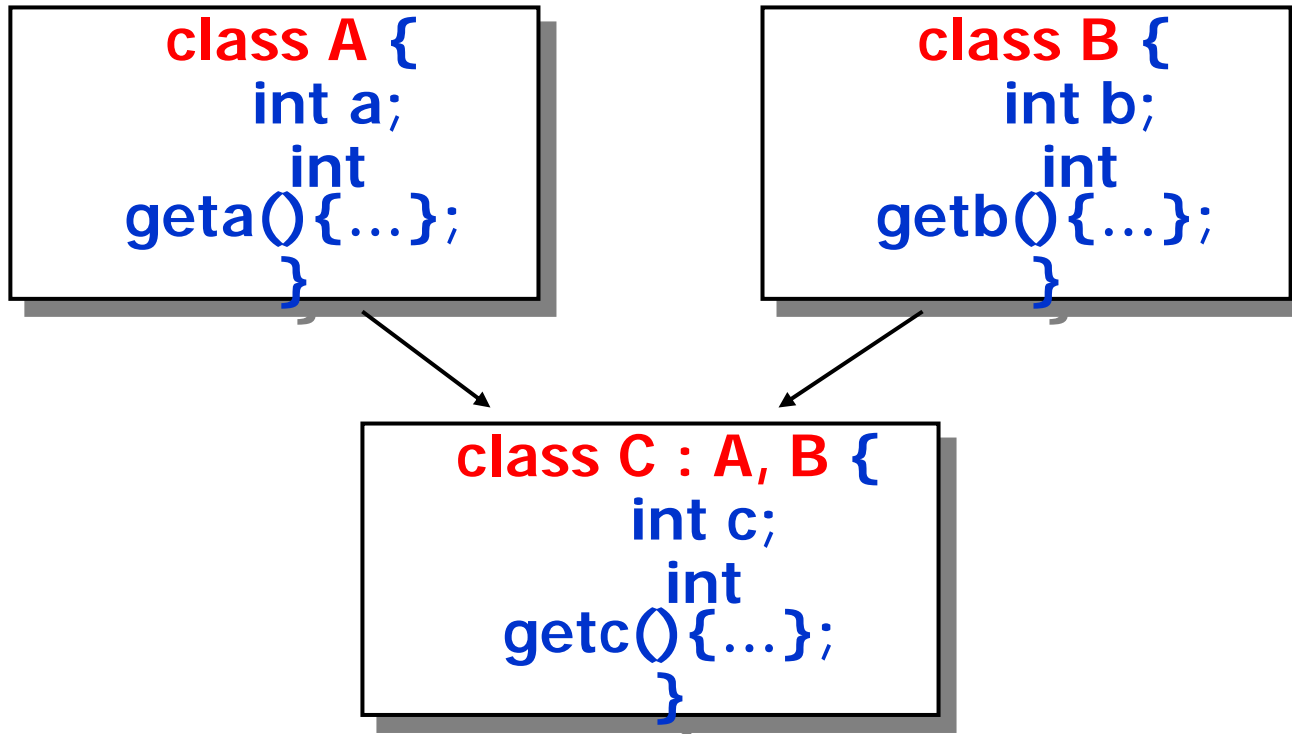 class A {
int a;
int
geta(){...};
}
class B {
int b;
int
getb(){...};
}
class C : A, B {
int c;
int
getc(){...};
}